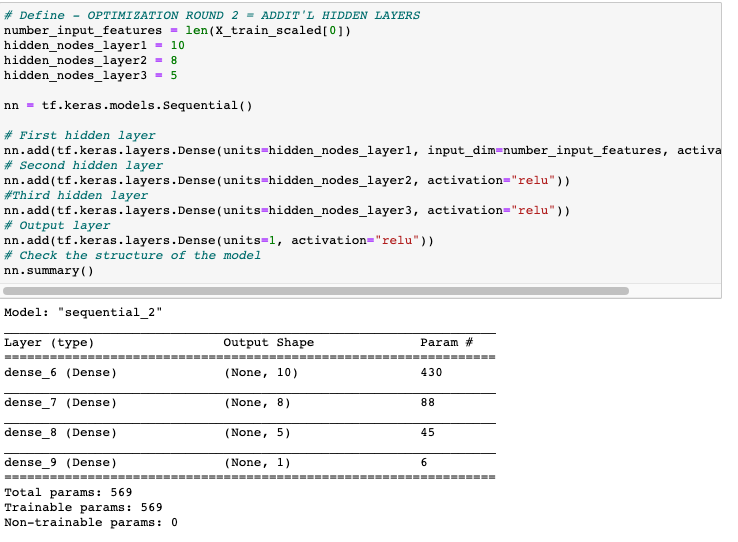 # Define - OPTIMIZATION ROUND 2 = ADDIT'L HIDDEN LAYERS
number_input_features = len(X_train_scaled[0])
hidden_nodes_layer1 = 10
hidden_nodes_layer2 = 8
hidden_nodes_layer3 = 5
nn = tf.keras.models.Sequential()
# First hidden layer
nn.add(tf.keras.layers.Dense(units=hidden_nodes_layer1, input_dim=number_input_features, activa
# Second hidden layer
nn.add(tf.keras.layers.Dense(units=hidden_nodes_layer2, activation="relu"))
#Third hidden layer
nn.add(tf.keras.layers.Dense(units=hidden_nodes_layer3, activation="relu"))
# Output layer
nn.add(tf.keras.layers.Dense(units=1, activation="relu"))
# Check the structure of the model
nn.summary()
Model: "sequential_2"
Layer (type) Output Shape Param #
dense_6 (Dense) (None, 10) 430
dense_7 (Dense) (None, 8) 88
dense_8 (Dense) (None, 5) 45
dense_9 (Dense) (None, 1) 6
Total params: 569
Trainable params: 569
Non-trainable params: 0